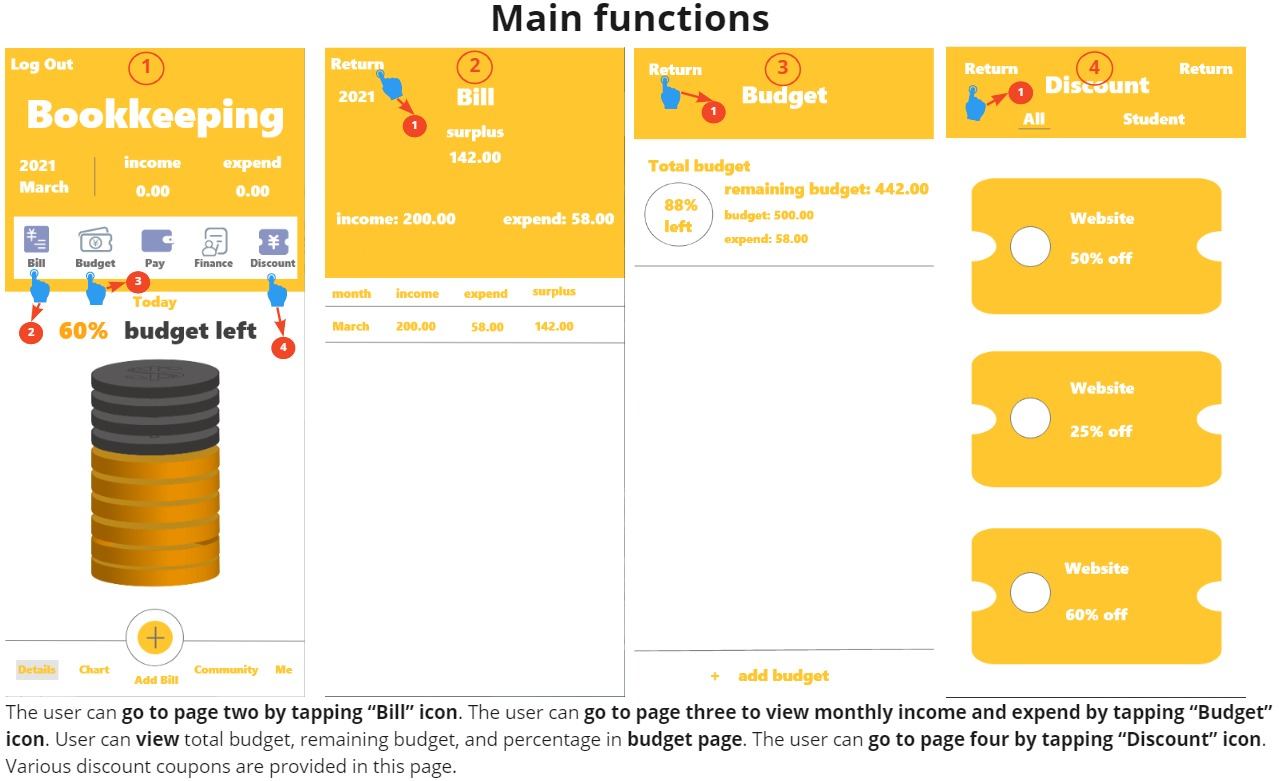 Main functions
Log Out
1
Bookkeeping
2021
March
income
0.00
expend
0.00
Bill
Budget
Pay
Finance
Discount
3
Today
2
60% budget left
4
Details
Chart
Add Bill
Community
Me
Return
2
2021
Bill
1
surplus
142.00
income: 200.00
expend: 58.00
month income expend surplus
March 200.00 58.00 142.00
Return
3
1
Budget
Total budget
88%
left
remaining budget: 442.00
budget: 500.00
expend: 58.00
+ add budget
Return
4
Return
Discount
1
All
Student
Website
50% off
Website
25% off
Website
60% off
The user can go to page two by tapping “Bill” icon. The user can go to page three to view monthly income and expend by tapping “Budget”
icon. User can view total budget, remaining budget, and percentage in budget page. The user can go to page four by tapping “Discount” icon.
Various discount coupons are provided in this page.